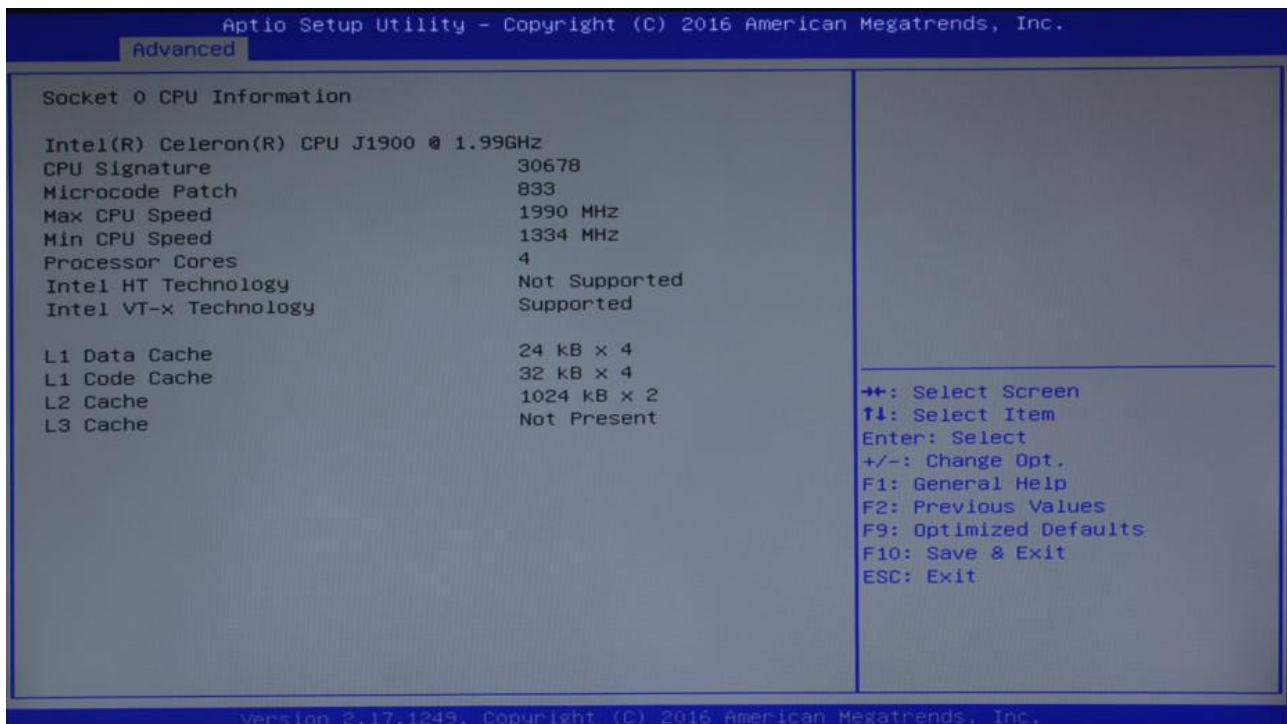 Aptio Setup Utility – Copyright (C) 2016 American Megatrends, Inc.
Advanced
Socket 0 CPU Information
Intel(R) Celeron(R) CPU J1900 @ 1.99GHz
CPU Signature 30678
Microcode Patch 833
Max CPU Speed 1990 MHz
Min CPU Speed 1334 MHz
Processor Cores 4
Intel HT Technology Not Supported
Intel VT-x Technology Supported
L1 Data Cache 24 kB x 4
L1 Code Cache 32 kB x 4
L2 Cache 1024 kB x 2
L3 Cache Not Present
→←: Select Screen
↑↓: Select Item
Enter: Select
+/-: Change Opt.
F1: General Help
F2: Previous Values
F9: Optimized Defaults
F10: Save & Exit
ESC: Exit
Version 2.17.1249. Copyright (C) 2016 American Megatrends, Inc.